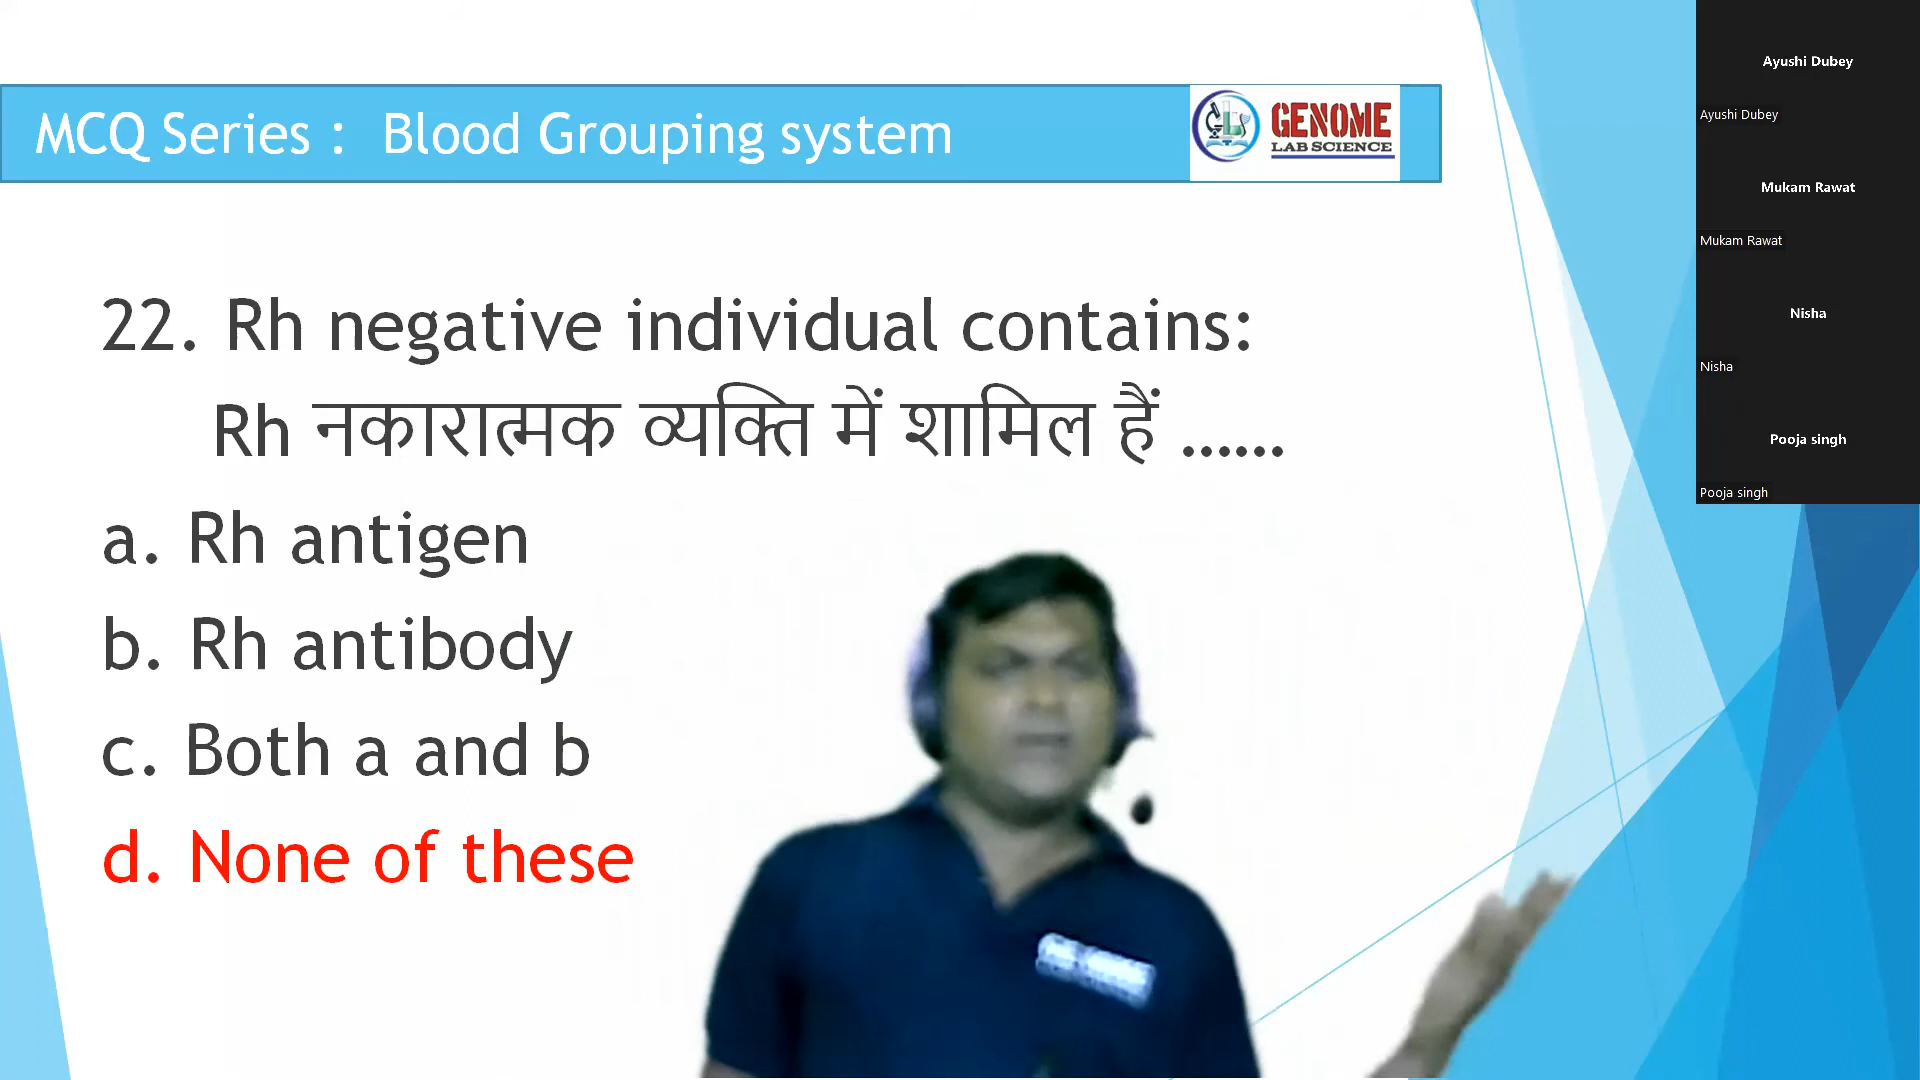 MCQ Series :  Blood Grouping system
GENOME
LAB SCIENCE
22. Rh negative individual contains:
Rh नकारात्मक व्यक्ति में शामिल हैं ......
a. Rh antigen
b. Rh antibody
c. Both a and b
d. None of these
Ayushi Dubey
Ayushi Dubey
Mukam Rawat
Mukam Rawat
Nisha
Nisha
Pooja singh
Pooja singh